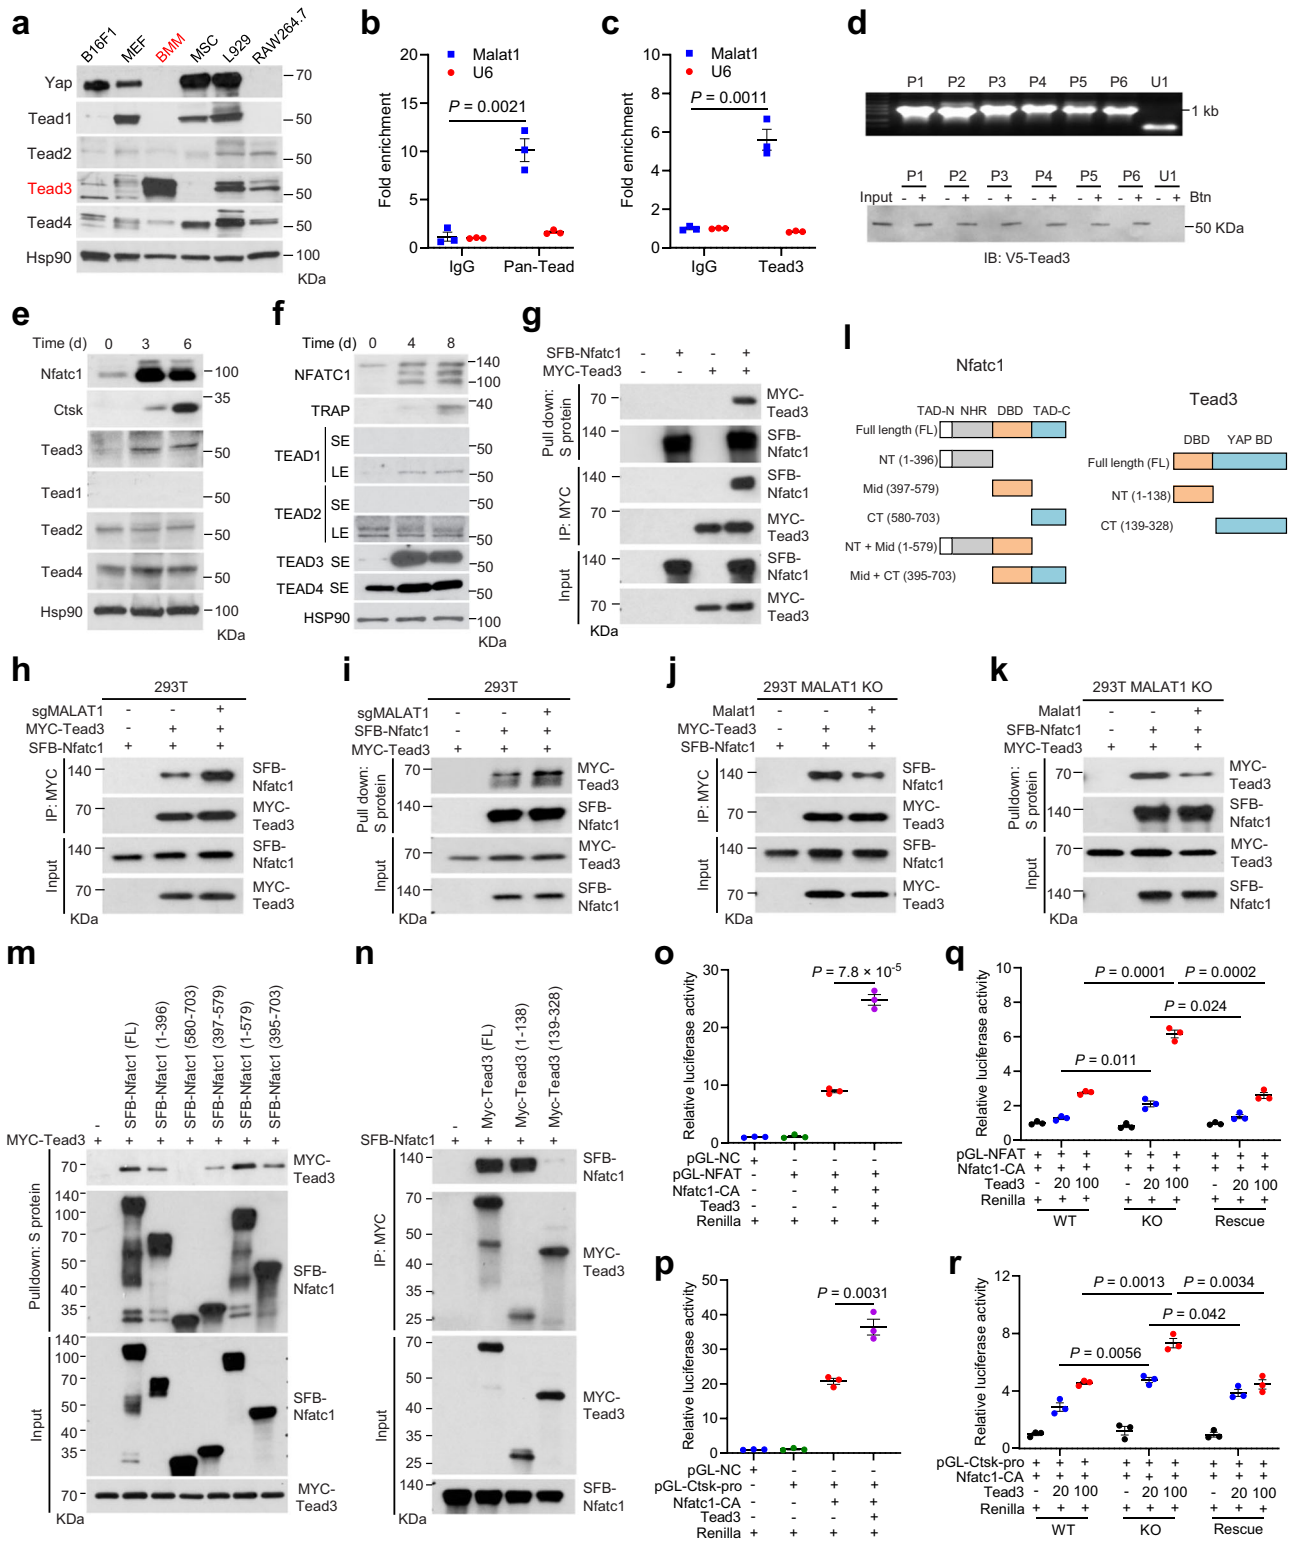 a
B16F1 MEF BMM MSC L929 RAW264.7
Yap 70
Tead1 50
Tead2 50
Tead3 50
Tead4 50
Hsp90 100
KDa
b
Malat1
U6
P = 0.0021
Fold enrichment
20
15
10
5
0
IgG Pan-Tead
c
Malat1
U6
P = 0.0011
Fold enrichment
10
8
6
4
2
0
IgG Tead3
d
P1 P2 P3 P4 P5 P6 U1
1 kb
P1 P2 P3 P4 P5 P6 U1
Input - + - + - + - + - + - + - + Btn
50 KDa
IB: V5-Tead3
e
Time (d) 0 3 6
Nfatc1 100
Ctsk 35
Tead3 50
Tead1 50
Tead2 50
Tead4 50
Hsp90 100
KDa
f
Time (d) 0 4 8
NFATC1 140
100
TRAP 40
TEAD1 SE 50
LE 50
TEAD2 SE 50
LE 50
TEAD3 SE 50
TEAD4 SE 50
HSP90 100
KDa
g
SFB-Nfatc1 - + - +
MYC-Tead3 - - + +
Pull down: S protein
70 MYC-Tead3
140 SFB-Nfatc1
IP: MYC
140 SFB-Nfatc1
70 MYC-Tead3
Input
140 SFB-Nfatc1
70 MYC-Tead3
KDa
l
Nfatc1
TAD-N NHR DBD TAD-C
Full length (FL)
NT (1-396)
Mid (397-579)
CT (580-703)
NT + Mid (1-579)
Mid + CT (395-703)
Tead3
DBD YAP BD
Full length (FL)
NT (1-138)
CT (139-328)
h
293T
sgMALAT1 - - +
MYC-Tead3 - + +
SFB-Nfatc1 + + +
IP: MYC
140 SFB-Nfatc1
70 MYC-Tead3
Input
140 SFB-Nfatc1
70 MYC-Tead3
KDa
i
293T
sgMALAT1 - - +
SFB-Nfatc1 - + +
MYC-Tead3 + + +
Pull down: S protein
70 MYC-Tead3
140 SFB-Nfatc1
Input
70 MYC-Tead3
140 SFB-Nfatc1
KDa
j
293T MALAT1 KO
Malat1 - - +
MYC-Tead3 - + +
SFB-Nfatc1 + + +
IP: MYC
140 SFB-Nfatc1
70 MYC-Tead3
Input
140 SFB-Nfatc1
70 MYC-Tead3
KDa
k
293T MALAT1 KO
Malat1 - - +
SFB-Nfatc1 - + +
MYC-Tead3 + + +
Pulldown: S protein
70 MYC-Tead3
140 SFB-Nfatc1
Input
70 MYC-Tead3
140 SFB-Nfatc1
KDa
m
- SFB-Nfatc1 (FL) SFB-Nfatc1 (1-396) SFB-Nfatc1 (580-703) SFB-Nfatc1 (397-579) SFB-Nfatc1 (1-579) SFB-Nfatc1 (395-703)
MYC-Tead3 + + + + + + +
Pulldown: S protein
70 MYC-Tead3
140
100
70
50
40
35
SFB-Nfatc1
Input
140
100
70
50
40
35
SFB-Nfatc1
70 MYC-Tead3
KDa
n
- Myc-Tead3 (FL) Myc-Tead3 (1-138) Myc-Tead3 (139-328)
SFB-Nfatc1 + + + +
IP: MYC
140 SFB-Nfatc1
70
50
40
35
25
MYC-Tead3
Input
70
50
40
35
25
MYC-Tead3
140 SFB-Nfatc1
KDa
o
P = 7.8 × 10-5
Relative luciferase activity
30
20
10
0
pGL-NC + - - -
pGL-NFAT - + + +
Nfatc1-CA - - + +
Tead3 - - - +
Renilla + + + +
p
P = 0.0031
Relative luciferase activity
50
40
30
20
10
0
pGL-NC + - - -
pGL-Ctsk-pro - + + +
Nfatc1-CA - - + +
Tead3 - - - +
Renilla + + + +
q
P = 0.0001 P = 0.0002
P = 0.024
P = 0.011
Relative luciferase activity
10
8
6
4
2
0
pGL-NFAT + + + + + + + + +
Nfatc1-CA + + + + + + + + +
Tead3 - 20 100 - 20 100 - 20 100
Renilla + + + + + + + + +
WT KO Rescue
r
P = 0.0013 P = 0.0034
P = 0.042
P = 0.0056
Relative luciferase activity
12
8
4
0
pGL-Ctsk-pro + + + + + + + + +
Nfatc1-CA + + + + + + + + +
Tead3 - 20 100 - 20 100 - 20 100
Renilla + + + + + + + + +
WT KO Rescue